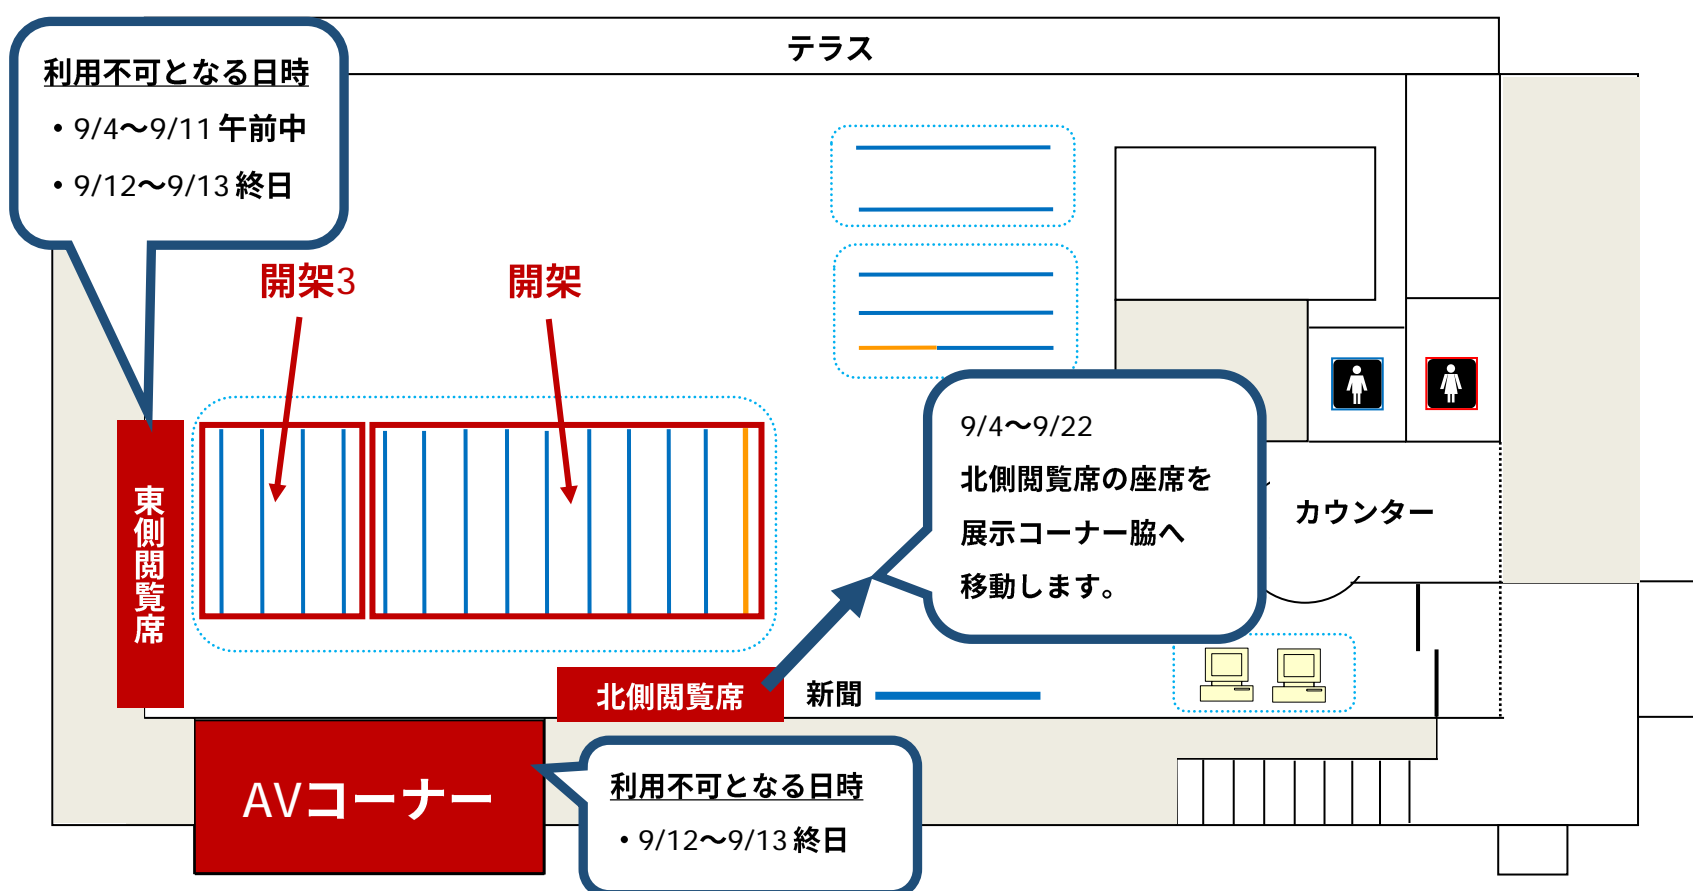 テラス
利用不可となる日時
・9/4～9/11 午前中
・9/12～9/13 終日
開架3
開架
東側閲覧席
9/4～9/22
北側閲覧席の座席を
展示コーナー脇へ
移動します。
カウンター
北側閲覧席
新聞
AVコーナー
利用不可となる日時
・9/12～9/13 終日